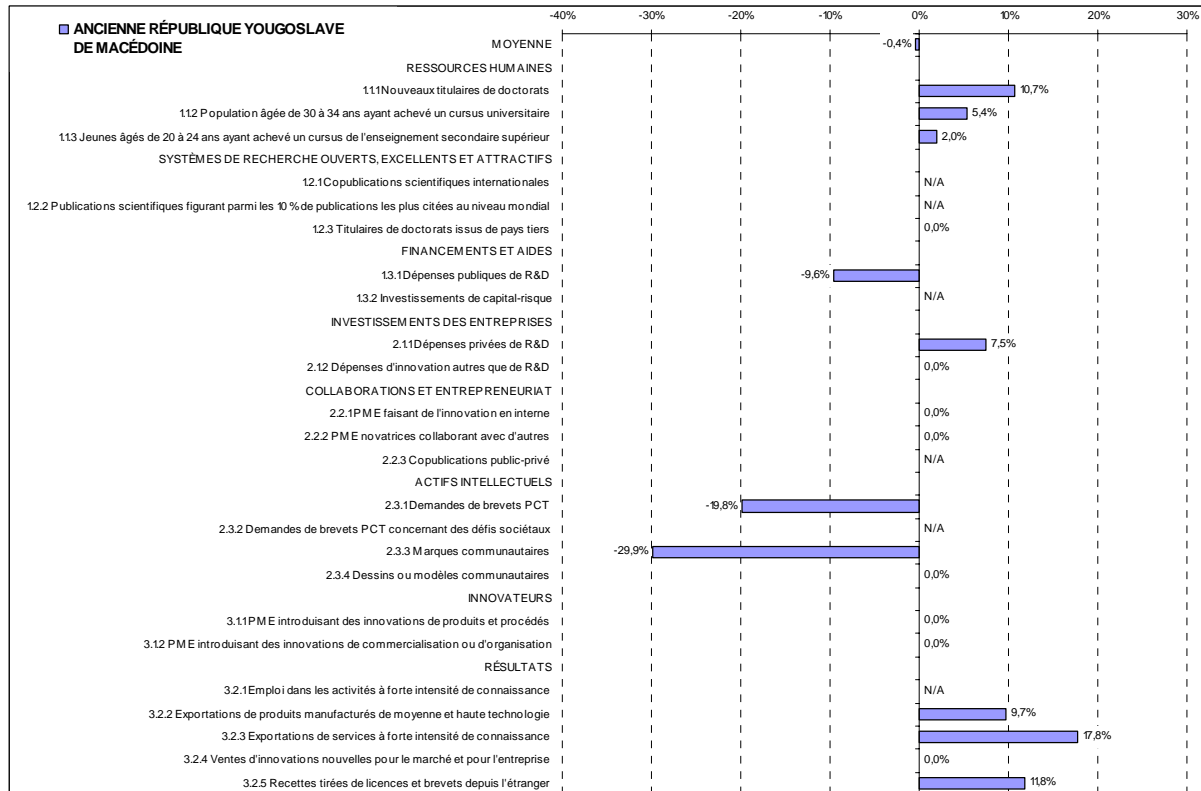 -40% -30% -20% -10% 0% 10% 20% 30%
ANCIENNE RÉPUBLIQUE YOUGOSLAVE
DE MACÉDOINE
MOYENNE -0,4%
RESSOURCES HUMAINES
1.1.1 Nouveaux titulaires de doctorats 10,7%
1.1.2 Population âgée de 30 à 34 ans ayant achevé un cursus universitaire 5,4%
1.1.3 Jeunes âgés de 20 à 24 ans ayant achevé un cursus de l'enseignement secondaire supérieur 2,0%
SYSTÈMES DE RECHERCHE OUVERTS, EXCELLENTS ET ATTRACTIFS
1.2.1 Copublications scientifiques internationales N/A
1.2.2 Publications scientifiques figurant parmi les 10 % de publications les plus citées au niveau mondial N/A
1.2.3 Titulaires de doctorats issus de pays tiers 0,0%
FINANCEMENTS ET AIDES
1.3.1 Dépenses publiques de R&D -9,6%
1.3.2 Investissements de capital-risque N/A
INVESTISSEMENTS DES ENTREPRISES
2.1.1 Dépenses privées de R&D 7,5%
2.1.2 Dépenses d'innovation autres que de R&D 0,0%
COLLABORATIONS ET ENTREPRENEURIAT
2.2.1 PME faisant de l'innovation en interne 0,0%
2.2.2 PME novatrices collaborant avec d'autres 0,0%
2.2.3 Copublications public-privé N/A
ACTIFS INTELLECTUELS
2.3.1 Demandes de brevets PCT -19,8%
2.3.2 Demandes de brevets PCT concernant des défis sociétaux N/A
2.3.3 Marques communautaires -29,9%
2.3.4 Dessins ou modèles communautaires 0,0%
INNOVATEURS
3.1.1 PME introduisant des innovations de produits et procédés 0,0%
3.1.2 PME introduisant des innovations de commercialisation ou d'organisation 0,0%
RÉSULTATS
3.2.1 Emploi dans les activités à forte intensité de connaissance N/A
3.2.2 Exportations de produits manufacturés de moyenne et haute technologie 9,7%
3.2.3 Exportations de services à forte intensité de connaissance 17,8%
3.2.4 Ventes d'innovations nouvelles pour le marché et pour l'entreprise 0,0%
3.2.5 Recettes tirées de licences et brevets depuis l'étranger 11,8%